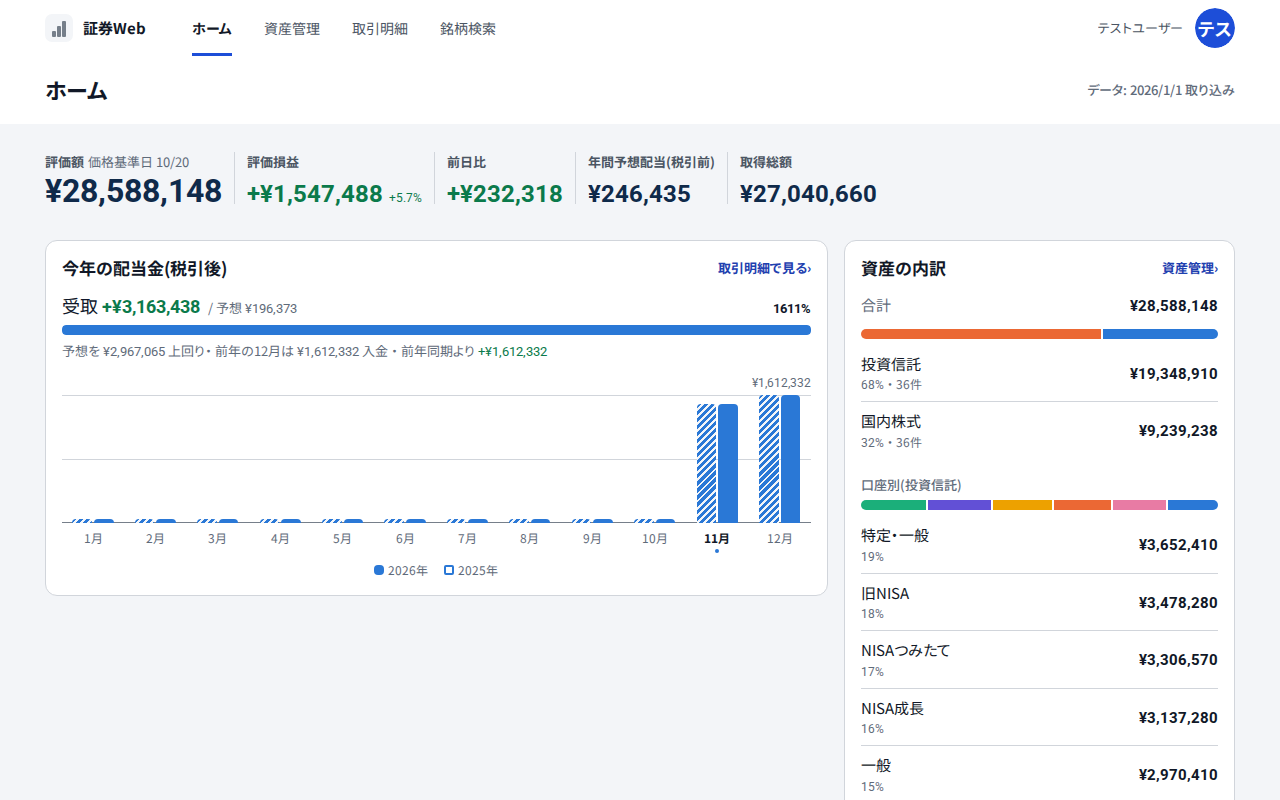 証券Web ホーム 資産管理 取引明細 銘柄検索 テストユーザー テス
ホーム データ: 2026/1/1 取り込み
評価額 価格基準日 10/20
¥28,588,148
評価損益
+¥1,547,488 +5.7%
前日比
+¥232,318
年間予想配当(税引前)
¥246,435
取得総額
¥27,040,660
今年の配当金(税引後) 取引明細で見る›
受取 +¥3,163,438 / 予想 ¥196,373 1611%
予想を ¥2,967,065 上回り・前年の12月は ¥1,612,332 入金・前年同期より +¥1,612,332
¥1,612,332
1月 2月 3月 4月 5月 6月 7月 8月 9月 10月 11月 12月
2026年 2025年
資産の内訳 資産管理›
合計 ¥28,588,148
投資信託 ¥19,348,910
68%・36件
国内株式 ¥9,239,238
32%・36件
口座別(投資信託)
特定・一般 ¥3,652,410
19%
旧NISA ¥3,478,280
18%
NISAつみたて ¥3,306,570
17%
NISA成長 ¥3,137,280
16%
一般 ¥2,970,410
15%